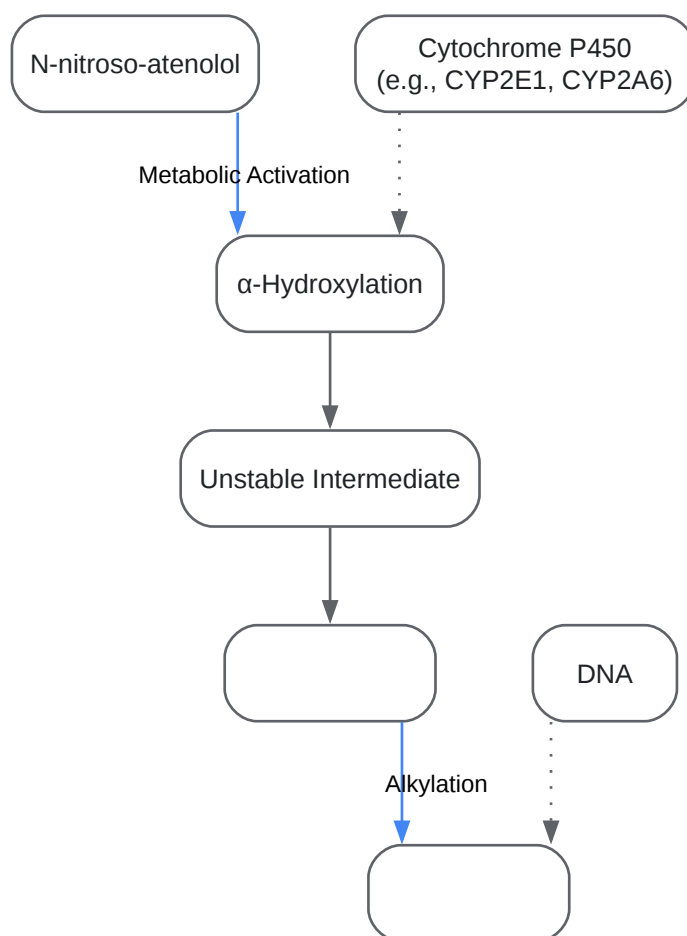 N-nitroso-atenolol
Cytochrome P450
(e.g., CYP2E1, CYP2A6)
Metabolic Activation
α-Hydroxylation
Unstable Intermediate
DNA
Alkylation